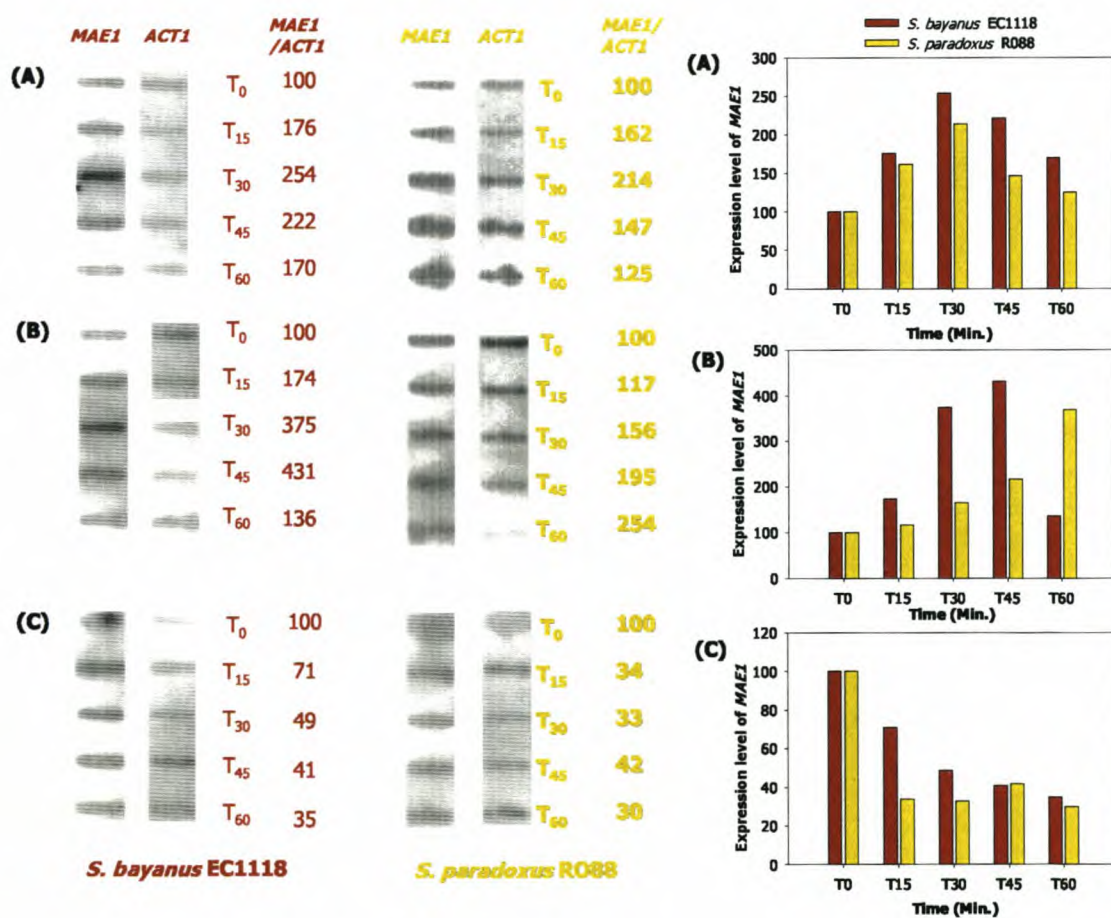 MAE1 ACT1 MAE1 /ACT1
(A)
T0 100
T15 176
T30 254
T45 222
T60 170
(B)
T0 100
T15 174
T30 375
T45 431
T60 136
(C)
T0 100
T15 71
T30 49
T45 41
T60 35
S. bayanus EC1118
MAE1 ACT1 MAE1/ ACT1
T0 100
T15 162
T30 214
T45 147
T60 125
T0 100
T15 117
T30 156
T45 195
T60 254
T0 100
T15 34
T30 33
T45 42
T60 30
S. paradoxus RO88
S. bayanus EC1118
S. paradoxus RO88
(A)
Expression level of MAE1
300
250
200
150
100
50
0
T0 T15 T30 T45 T60
Time (Min.)
(B)
Expression level of MAE1
500
400
300
200
100
0
T0 T15 T30 T45 T60
Time (Min.)
(C)
Expression level of MAE1
120
100
80
60
40
20
0
T0 T15 T30 T45 T60
Time (Min.)